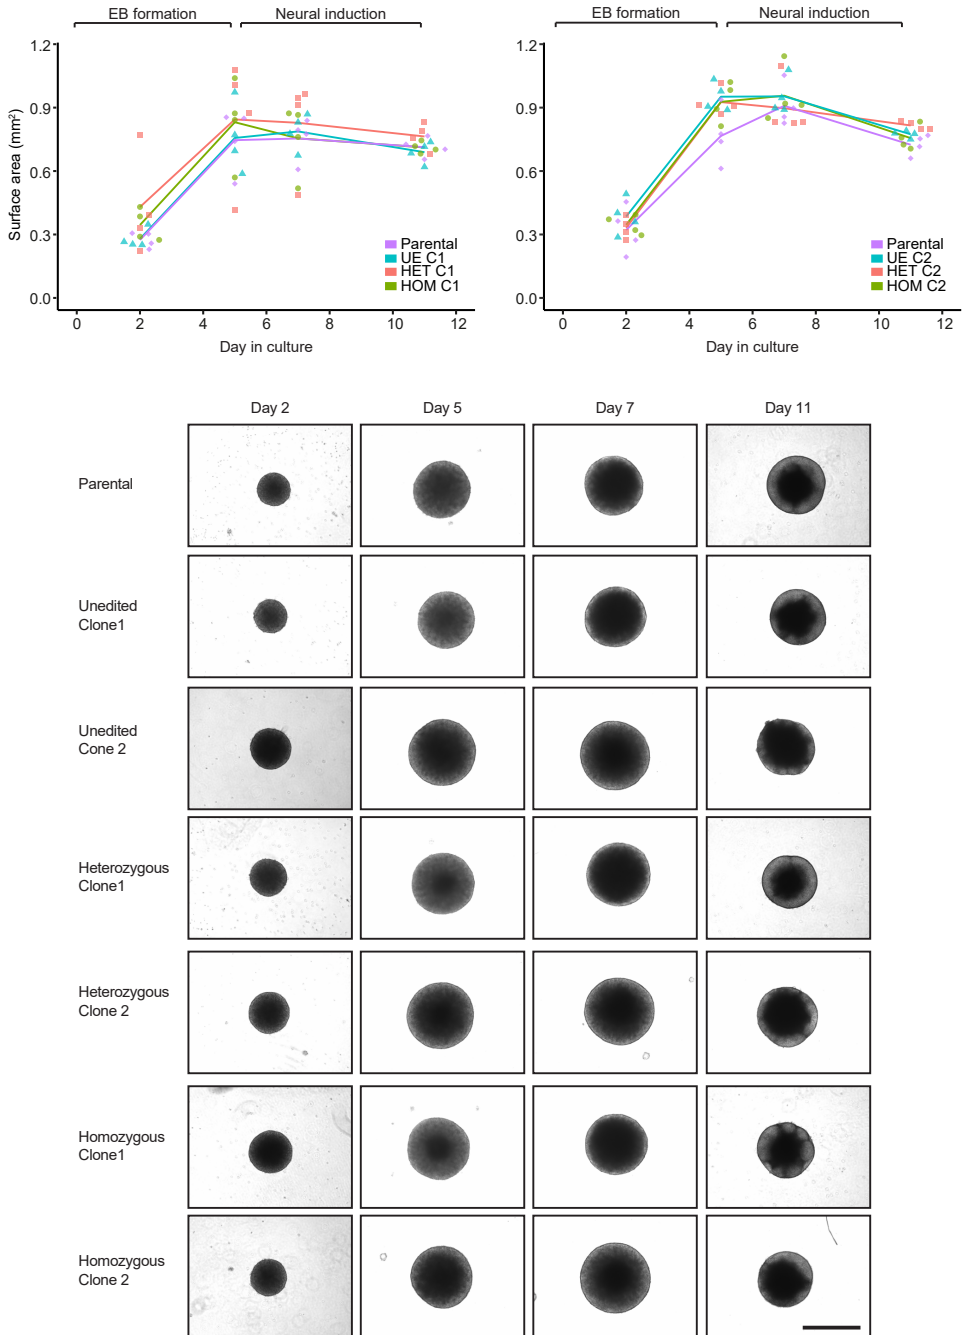 EB formation
Neural induction
EB formation
Neural induction
1.2
0.9
0.6
0.3
0.0
Surface area (mm²)
Parental
UE C1
HET C1
HOM C1
0 2 4 6 8 10 12
Day in culture
1.2
0.9
0.6
0.3
0.0
Parental
UE C2
HET C2
HOM C2
0 2 4 6 8 10 12
Day in culture
Day 2
Day 5
Day 7
Day 11
Parental
Unedited
Clone1
Unedited
Cone 2
Heterozygous
Clone1
Heterozygous
Clone 2
Homozygous
Clone1
Homozygous
Clone 2